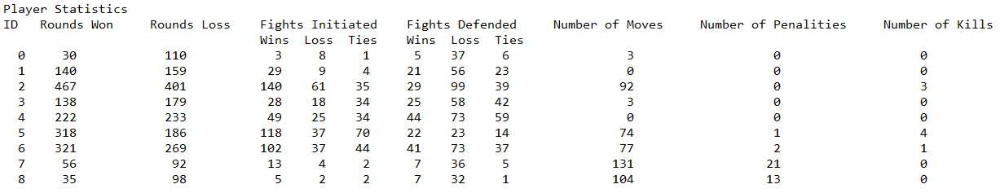 Player Statistics
ID Rounds Won Rounds Loss Fights Initiated Fights Defended Number of Moves Number of Penalities Number of Kills
Wins Loss Ties Wins Loss Ties
0 30 110 3 8 1 5 37 6 3 0 0
1 140 159 29 9 4 21 56 23 0 0 0
2 467 401 140 61 35 29 99 39 92 0 3
3 138 179 28 18 34 25 58 42 3 0 0
4 222 233 49 25 34 44 73 59 0 0 0
5 318 186 118 37 70 22 23 14 74 1 4
6 321 269 102 37 44 41 73 37 77 2 1
7 56 92 13 4 2 7 36 5 131 21 0
8 35 98 5 2 2 7 32 1 104 13 0